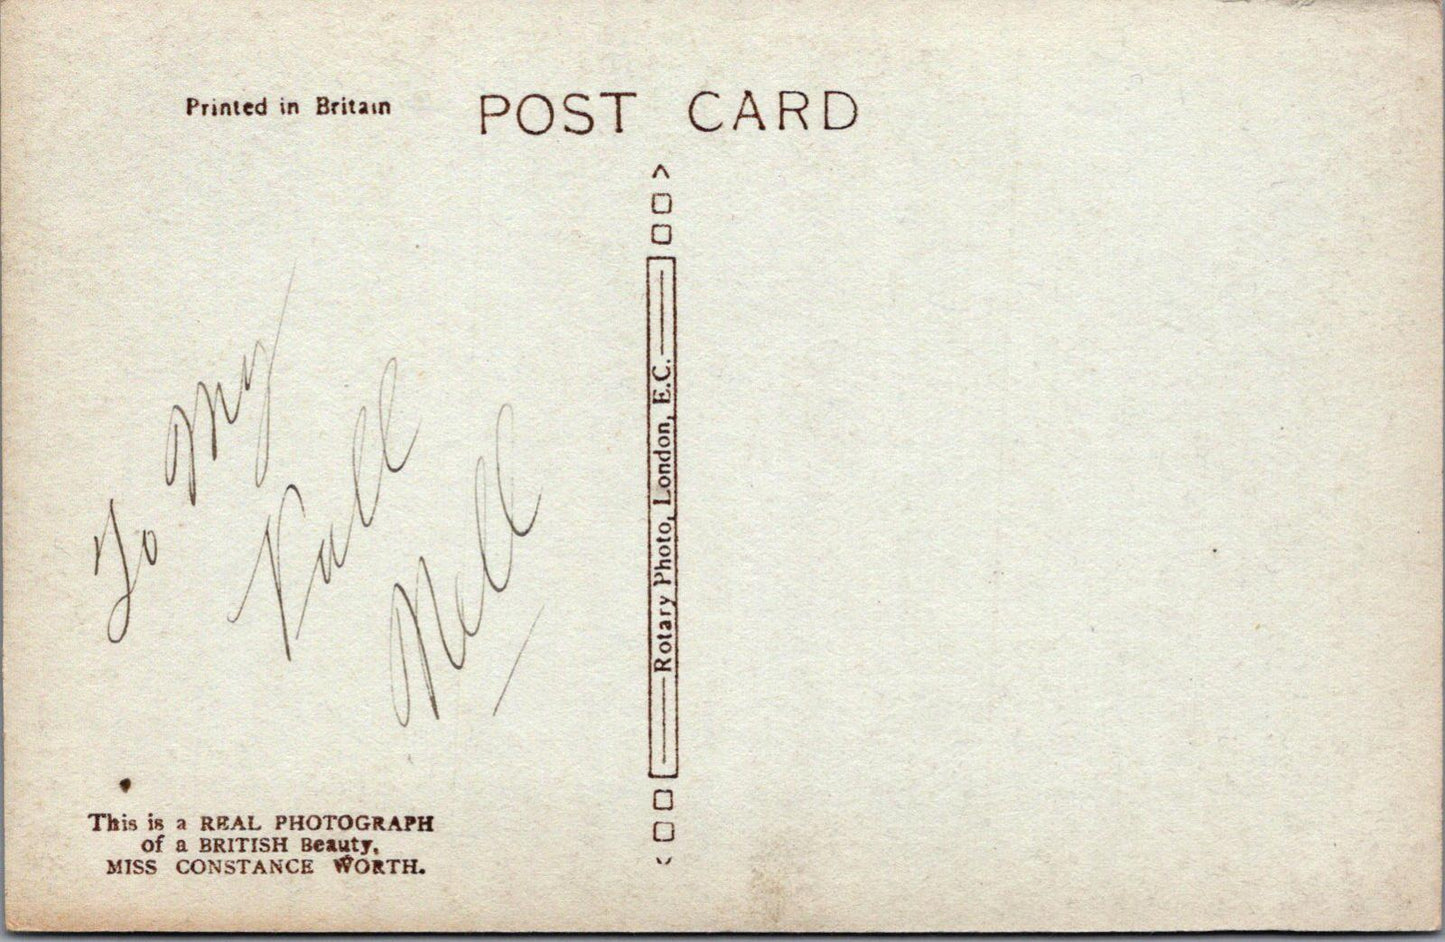 Printed in Britain
POST CARD
To My
Nell
Rotary Photo, London, E.C.
This is a REAL PHOTOGRAPH
of a BRITISH Beauty,
MISS CONSTANCE WORTH.